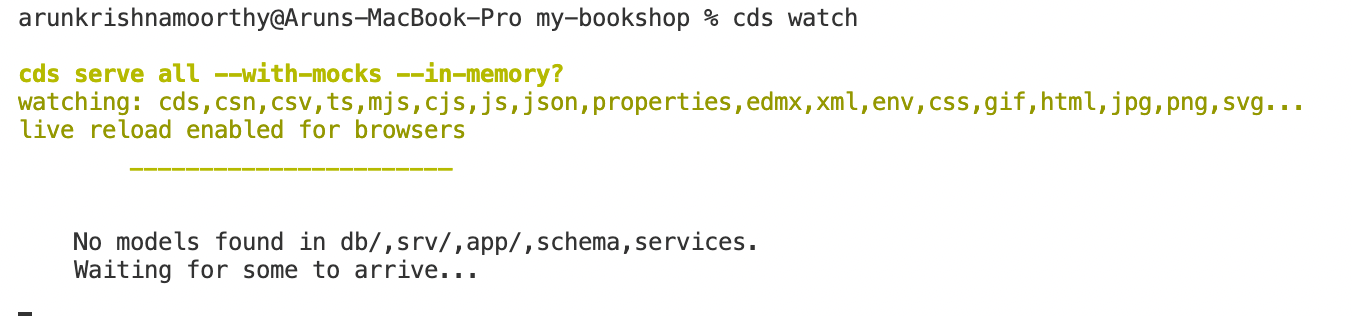 arunkrishnamoorthy@Aruns-MacBook-Pro my-bookshop % cds watch
cds serve all --with-mocks --in-memory?
watching: cds,csn,csv,ts,mjs,cjs,js,json,properties,edmx,xml,env,css,gif,html,jpg,png,svg...
live reload enabled for browsers
_______________________
No models found in db/,srv/,app/,schema,services.
Waiting for some to arrive...